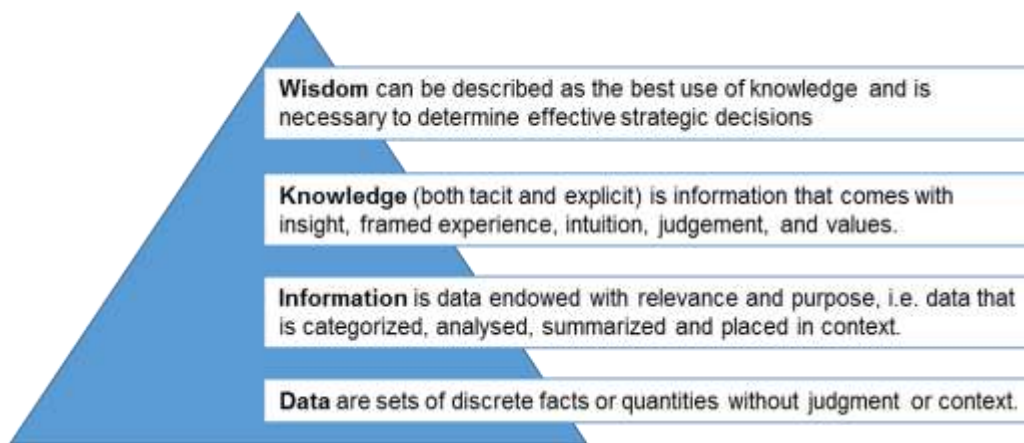 Wisdom can be described as the best use of knowledge and is
necessary to determine effective strategic decisions
Knowledge (both tacit and explicit) is information that comes with
insight, framed experience, intuition, judgement, and values.
Information is data endowed with relevance and purpose, i.e. data that
is categorized, analysed, summarized and placed in context.
Data are sets of discrete facts or quantities without judgment or context.